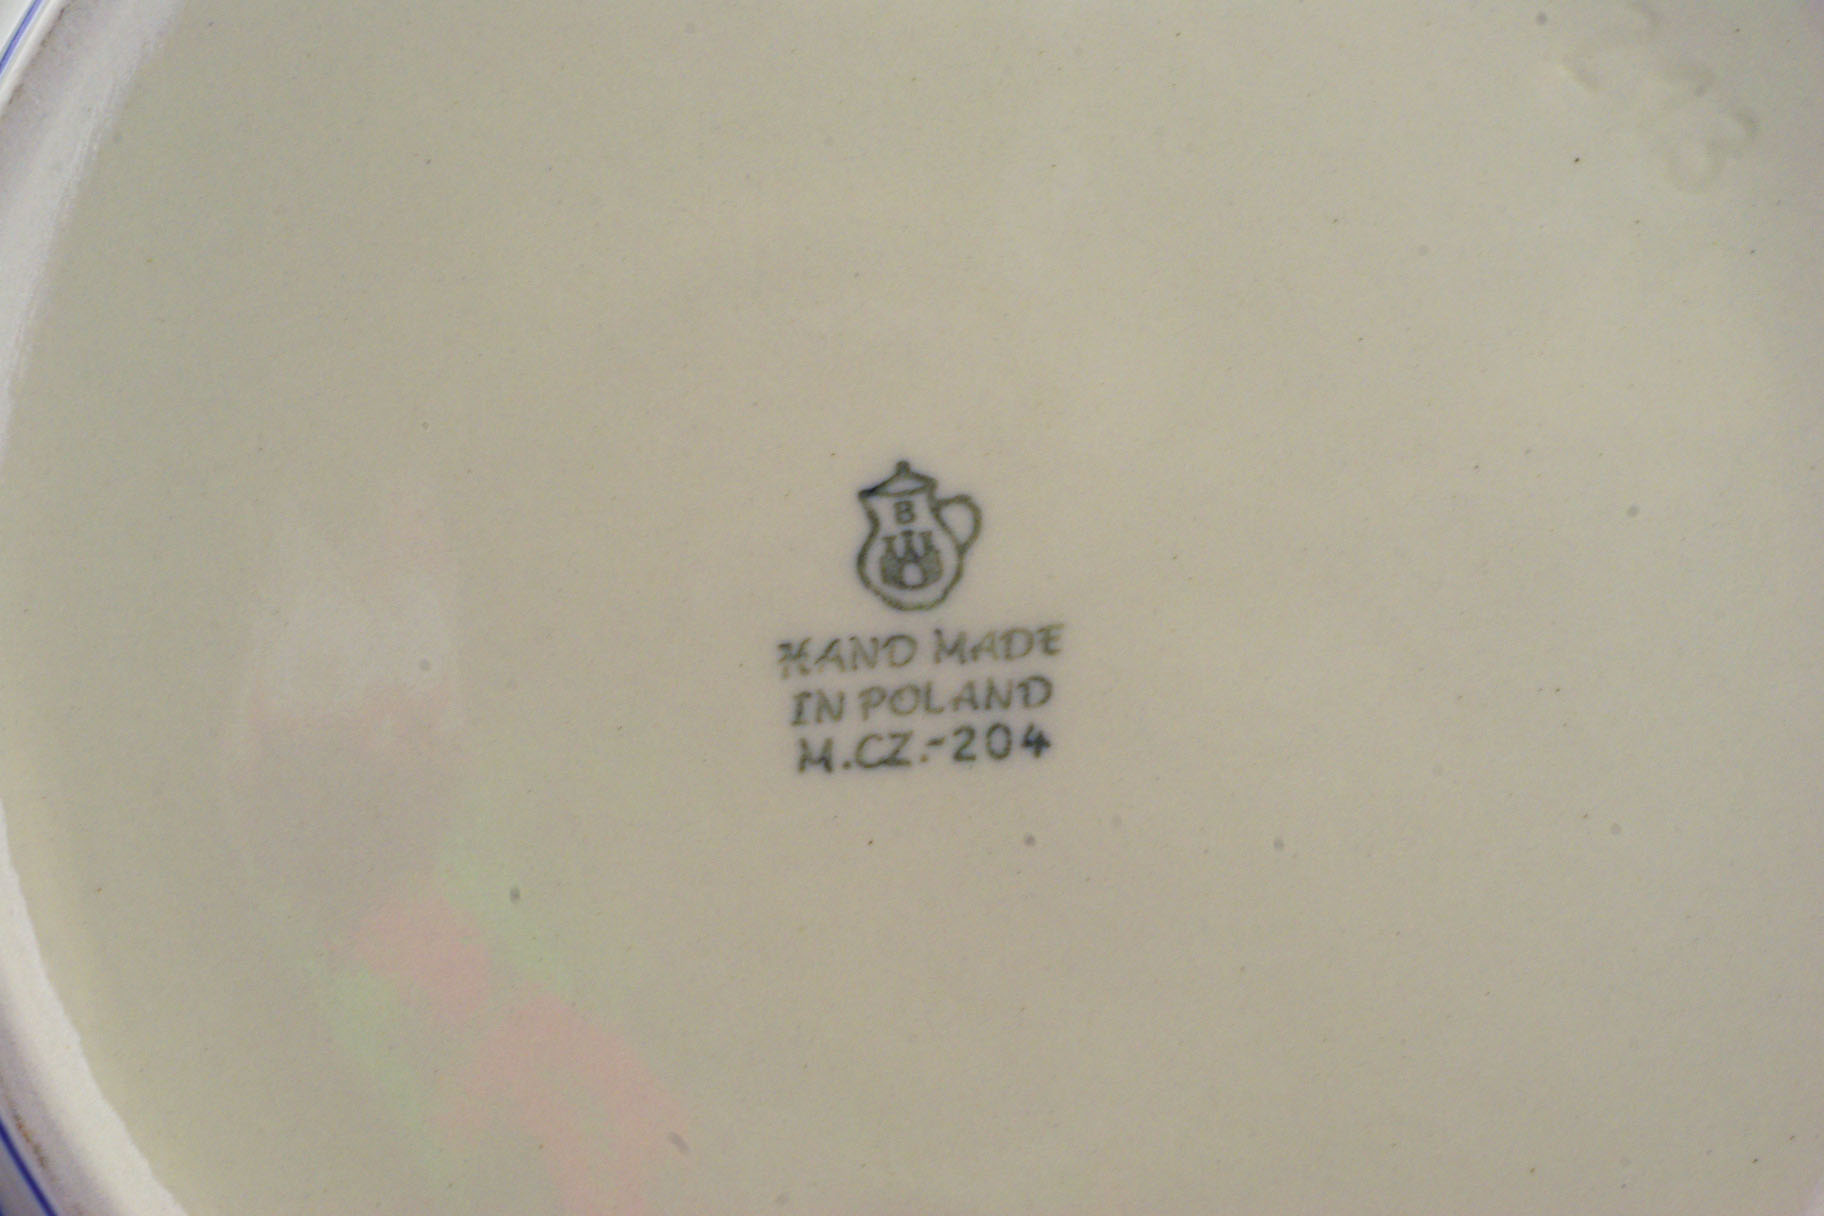 B
HAND MADE
IN POLAND
M.CZ.-204